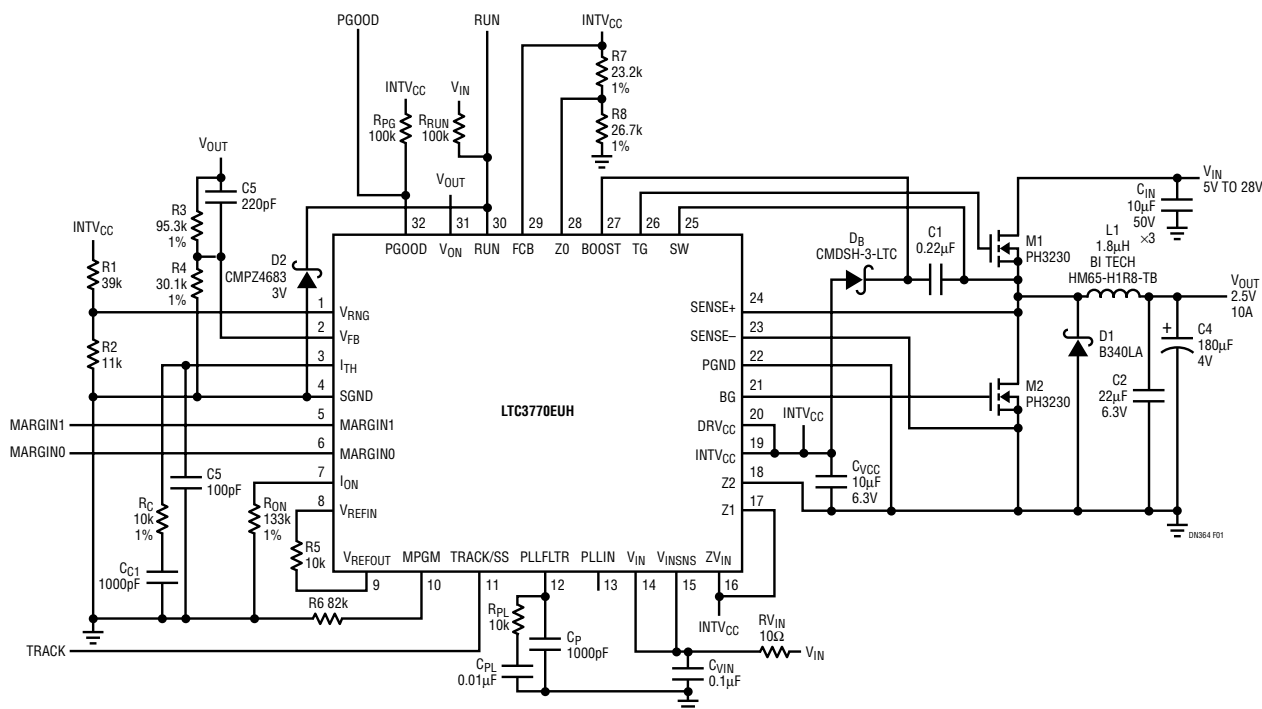 PGOOD
RUN
INTVCC
R7
23.2k
1%
INTVCC
VIN
RPG
100k
RRUN
100k
R8
26.7k
1%
VOUT
C5
220pF
VOUT
R3
95.3k
1%
VIN
5V TO 28V
CIN
10µF
50V
×3
32
31
30
29
28
27
26
25
PGOOD
VON
RUN
FCB
Z0
BOOST
TG
SW
INTVCC
R1
39k
R4
30.1k
1%
D2
CMPZ4683
3V
DB
CMDSH-3-LTC
C1
0.22µF
M1
PH3230
L1
1.8µH
BI TECH
HM65-H1R8-TB
VOUT
2.5V
10A
1
VRNG
2
VFB
3
ITH
4
SGND
5
MARGIN1
6
MARGIN0
7
ION
8
VREFIN
R2
11k
MARGIN1
MARGIN0
LTC3770EUH
SENSE+
24
SENSE–
23
PGND
22
BG
21
DRVCC
20
INTVCC
19
Z2
18
Z1
17
D1
B340LA
+
C4
180µF
4V
M2
PH3230
C2
22µF
6.3V
INTVCC
CVCC
10µF
6.3V
C5
100pF
RC
10k
1%
RON
133k
1%
CC1
1000pF
R5
10k
DN364 F01
VREFOUT
MPGM
TRACK/SS
PLLFLTR
PLLIN
VIN
VINSNS
ZVIN
9
10
11
12
13
14
15
16
R6 82k
TRACK
RPL
10k
CP
1000pF
CPL
0.01µF
INTVCC
RVIN
10Ω
VIN
CVIN
0.1µF